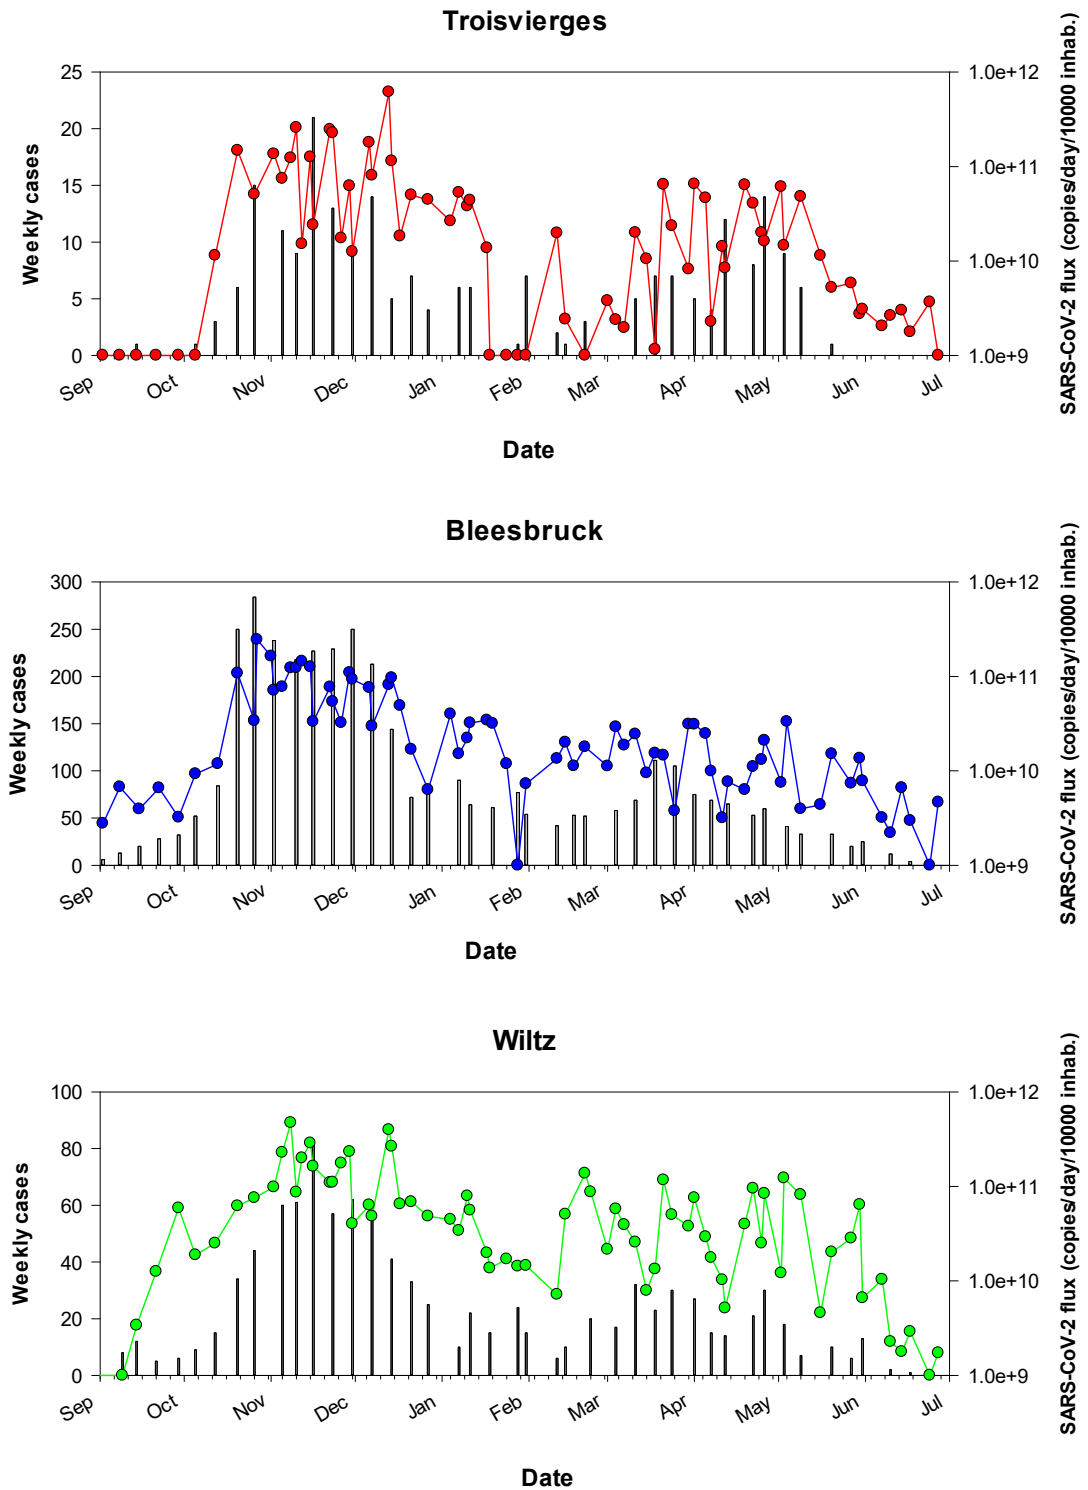 Troisvierges
Weekly cases
25
20
15
10
5
0
1.0e+12
1.0e+11
1.0e+10
1.0e+9
SARS-CoV-2 flux (copies/day/10000 inhab.)
Sep Oct Nov Dec Jan Feb Mar Apr May Jun Jul
Date
Bleesbruck
Weekly cases
300
250
200
150
100
50
0
1.0e+12
1.0e+11
1.0e+10
1.0e+9
SARS-CoV-2 flux (copies/day/10000 inhab.)
Sep Oct Nov Dec Jan Feb Mar Apr May Jun Jul
Date
Wiltz
Weekly cases
100
80
60
40
20
0
1.0e+12
1.0e+11
1.0e+10
1.0e+9
SARS-CoV-2 flux (copies/day/10000 inhab.)
Sep Oct Nov Dec Jan Feb Mar Apr May Jun Jul
Date